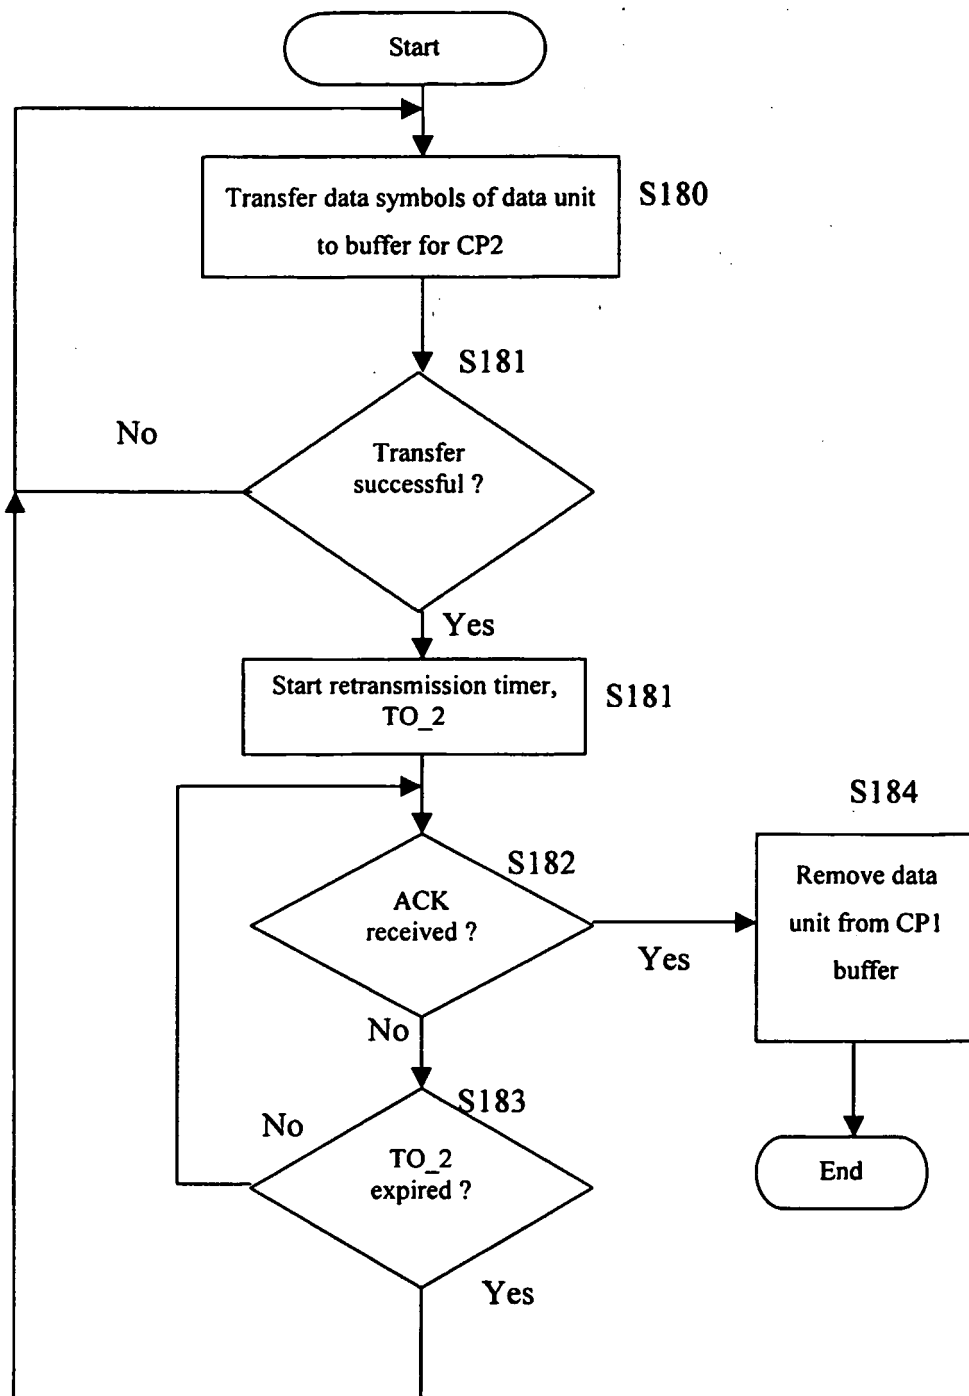 Start
Transfer data symbols of data unit
to buffer for CP2
S180
S181
No
Transfer
successful ?
Yes
Start retransmission timer,
TO_2
S181
S184
S182
ACK
received ?
Yes
Remove data
unit from CP1
buffer
No
S183
No
TO_2
expired ?
End
Yes